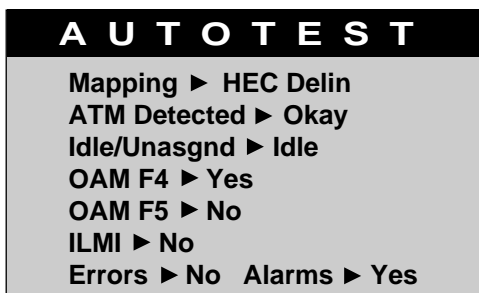 AUTOTEST
Mapping ► HEC Delin
ATM Detected ► Okay
Idle/Unasgnd ► Idle
OAM F4 ► Yes
OAM F5 ► No
ILMI ► No
Errors ► No Alarms ► Yes